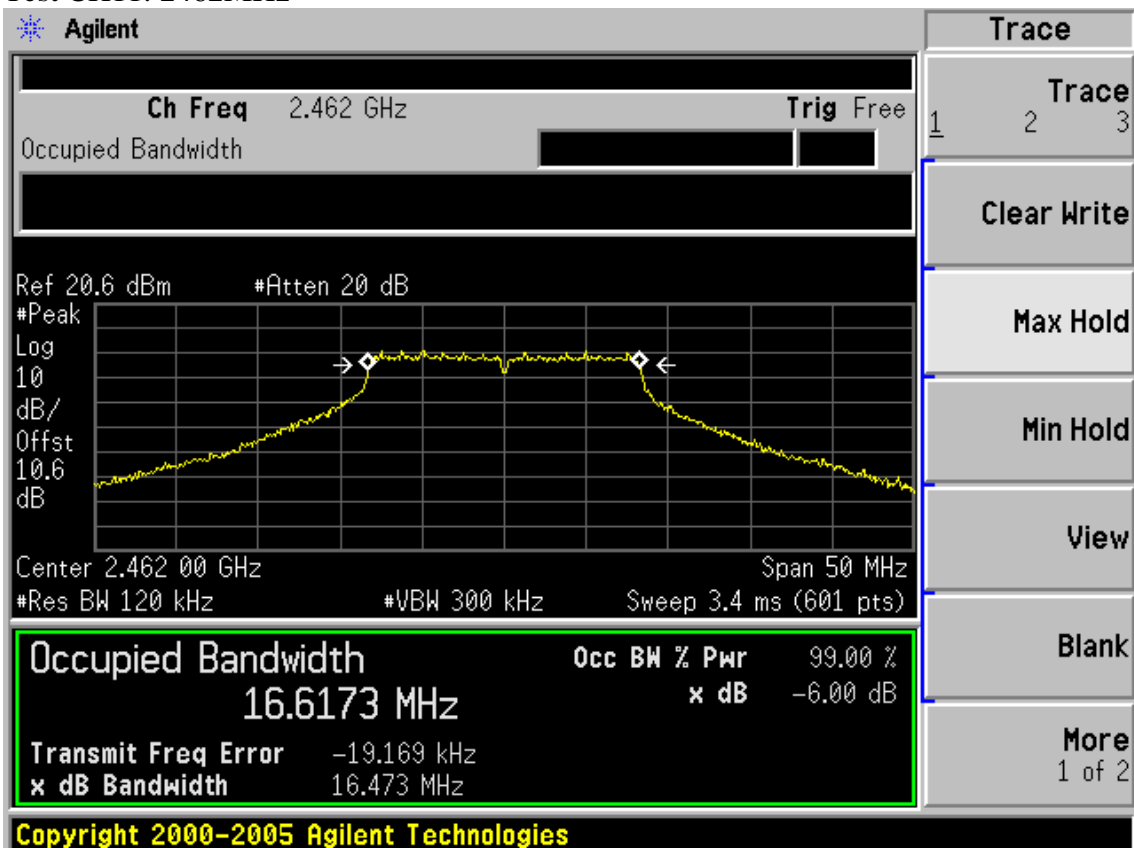 Agilent
Trace
Ch Freq 2.462 GHz Trig Free
Occupied Bandwidth
Trace
1 2 3
Clear Write
Max Hold
Min Hold
View
Blank
More
1 of 2
Ref 20.6 dBm #Atten 20 dB
#Peak
Log
10
dB/
Offst
10.6
dB
Center 2.462 00 GHz Span 50 MHz
#Res BW 120 kHz #VBW 300 kHz Sweep 3.4 ms (601 pts)
Occupied Bandwidth Occ BW % Pwr 99.00 %
16.6173 MHz x dB -6.00 dB
Transmit Freq Error -19.169 kHz
x dB Bandwidth 16.473 MHz
Copyright 2000-2005 Agilent Technologies